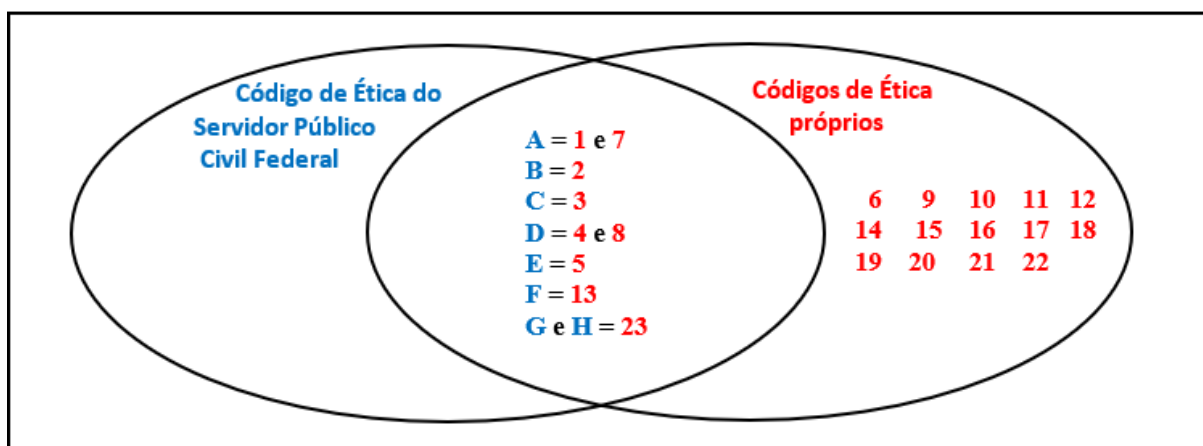 Código de Ética do
Servidor Público
Civil Federal
A = 1 e 7
B = 2
C = 3
D = 4 e 8
E = 5
F = 13
G e H = 23
Códigos de Ética
próprios
6 9 10 11 12
14 15 16 17 18
19 20 21 22